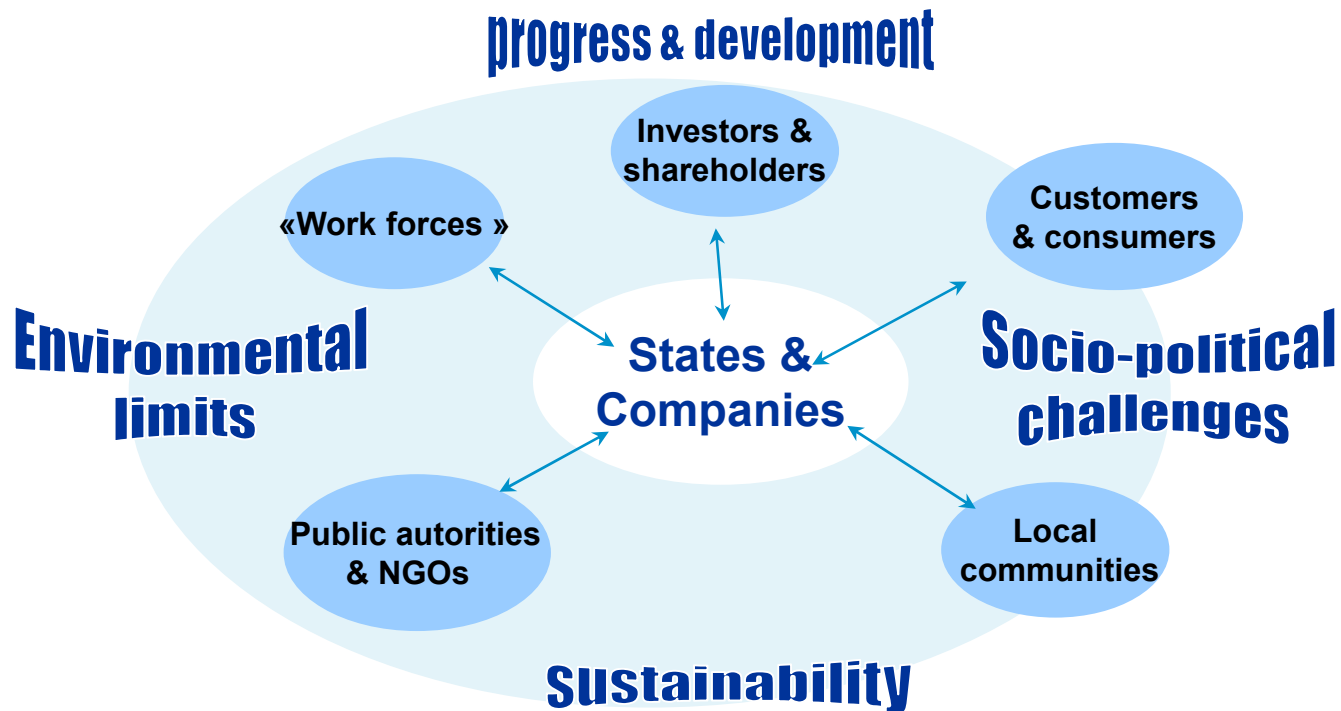 progress & development
Investors &
shareholders
«Work forces »
Customers
& consumers
Environmental
limits
States &
Companies
Socio-political
challenges
Public autorities
& NGOs
Local
communities
Sustainability